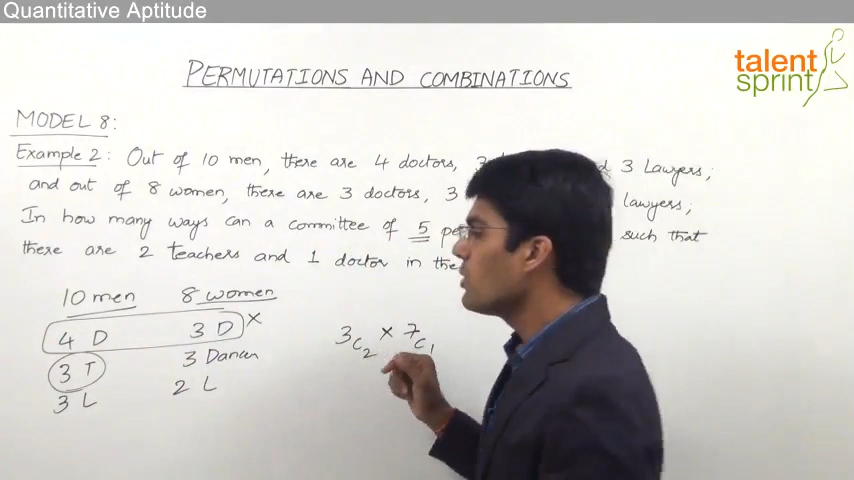 Quantitative Aptitude
talent
sprint
PERMUTATIONS AND COMBINATIONS
MODEL 8:
Example 2: Out of 10 men, there are 4 doctors, 3 3 Lawyers;
and out of 8 women, there are 3 doctors, 3 lawyers;
In how many ways can a committee of 5 such that
there are 2 teachers and 1 doctor in the
10 men 8 women
4 D 3 D X
3 T 3 Dancer
3 L 2 L
3C2 × 7C1